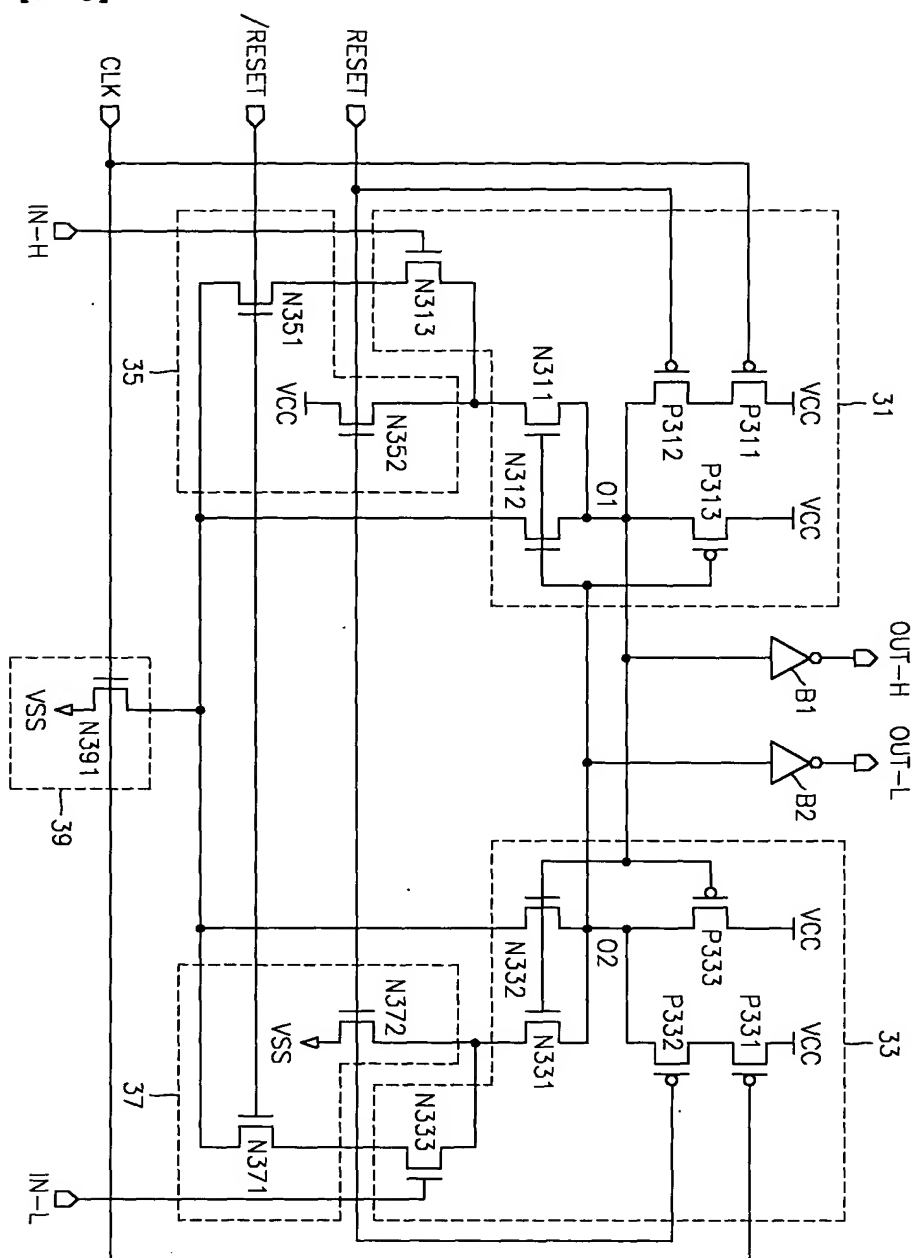 CLK
/RESET
RESET
IN-H
35
N351
N313
VCC
N352
N311
N312
O1
P312
P311
VCC
P313
VCC
31
OUT-H
OUT-L
B1
B2
VSS
N391
39
33
VCC
P333
VCC
P331
P332
O2
N332
N331
N372
VSS
N333
N371
37
IN-L